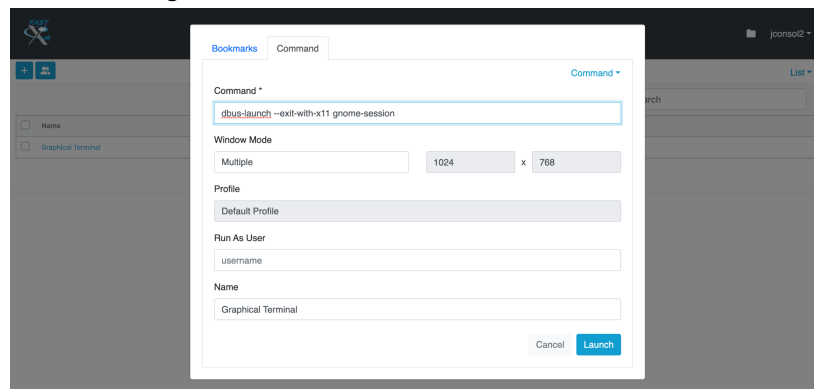 FAST
X
jconsol2
Bookmarks Command
+
List
Command
Command *
arch
dbus-launch --exit-with-x11 gnome-session
Name
Window Mode
Graphical Terminal
Multiple 1024 x 768
Profile
Default Profile
Run As User
username
Name
Graphical Terminal
Cancel Launch